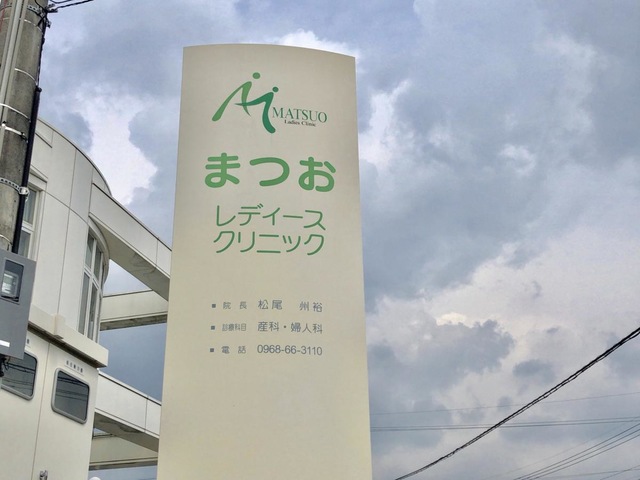 MATSUO
Ladies Clinic
まつお
レディース
クリニック
■ 院長 松尾 州裕
■ 診療科目 産科・婦人科
■ 電話 0968-66-3110